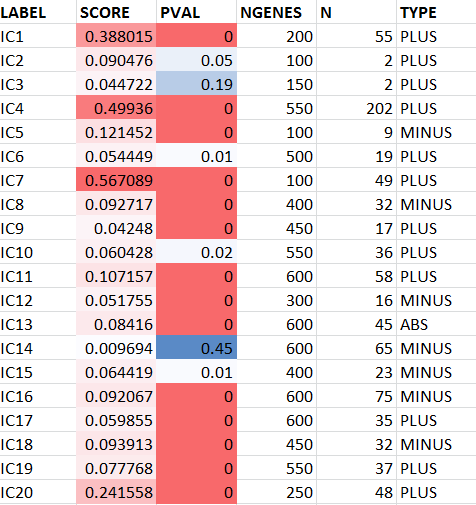 LABEL SCORE PVAL NGENES N TYPE
IC1 0.388015 0 200 55 PLUS
IC2 0.090476 0.05 100 2 PLUS
IC3 0.044722 0.19 150 2 PLUS
IC4 0.49936 0 550 202 PLUS
IC5 0.121452 0 100 9 MINUS
IC6 0.054449 0.01 500 19 PLUS
IC7 0.567089 0 100 49 PLUS
IC8 0.092717 0 400 32 MINUS
IC9 0.04248 0 450 17 PLUS
IC10 0.060428 0.02 550 36 PLUS
IC11 0.107157 0 600 58 PLUS
IC12 0.051755 0 300 16 MINUS
IC13 0.08416 0 600 45 ABS
IC14 0.009694 0.45 600 65 MINUS
IC15 0.064419 0.01 400 23 MINUS
IC16 0.092067 0 600 75 MINUS
IC17 0.059855 0 600 35 PLUS
IC18 0.093913 0 450 32 MINUS
IC19 0.077768 0 550 37 PLUS
IC20 0.241558 0 250 48 PLUS